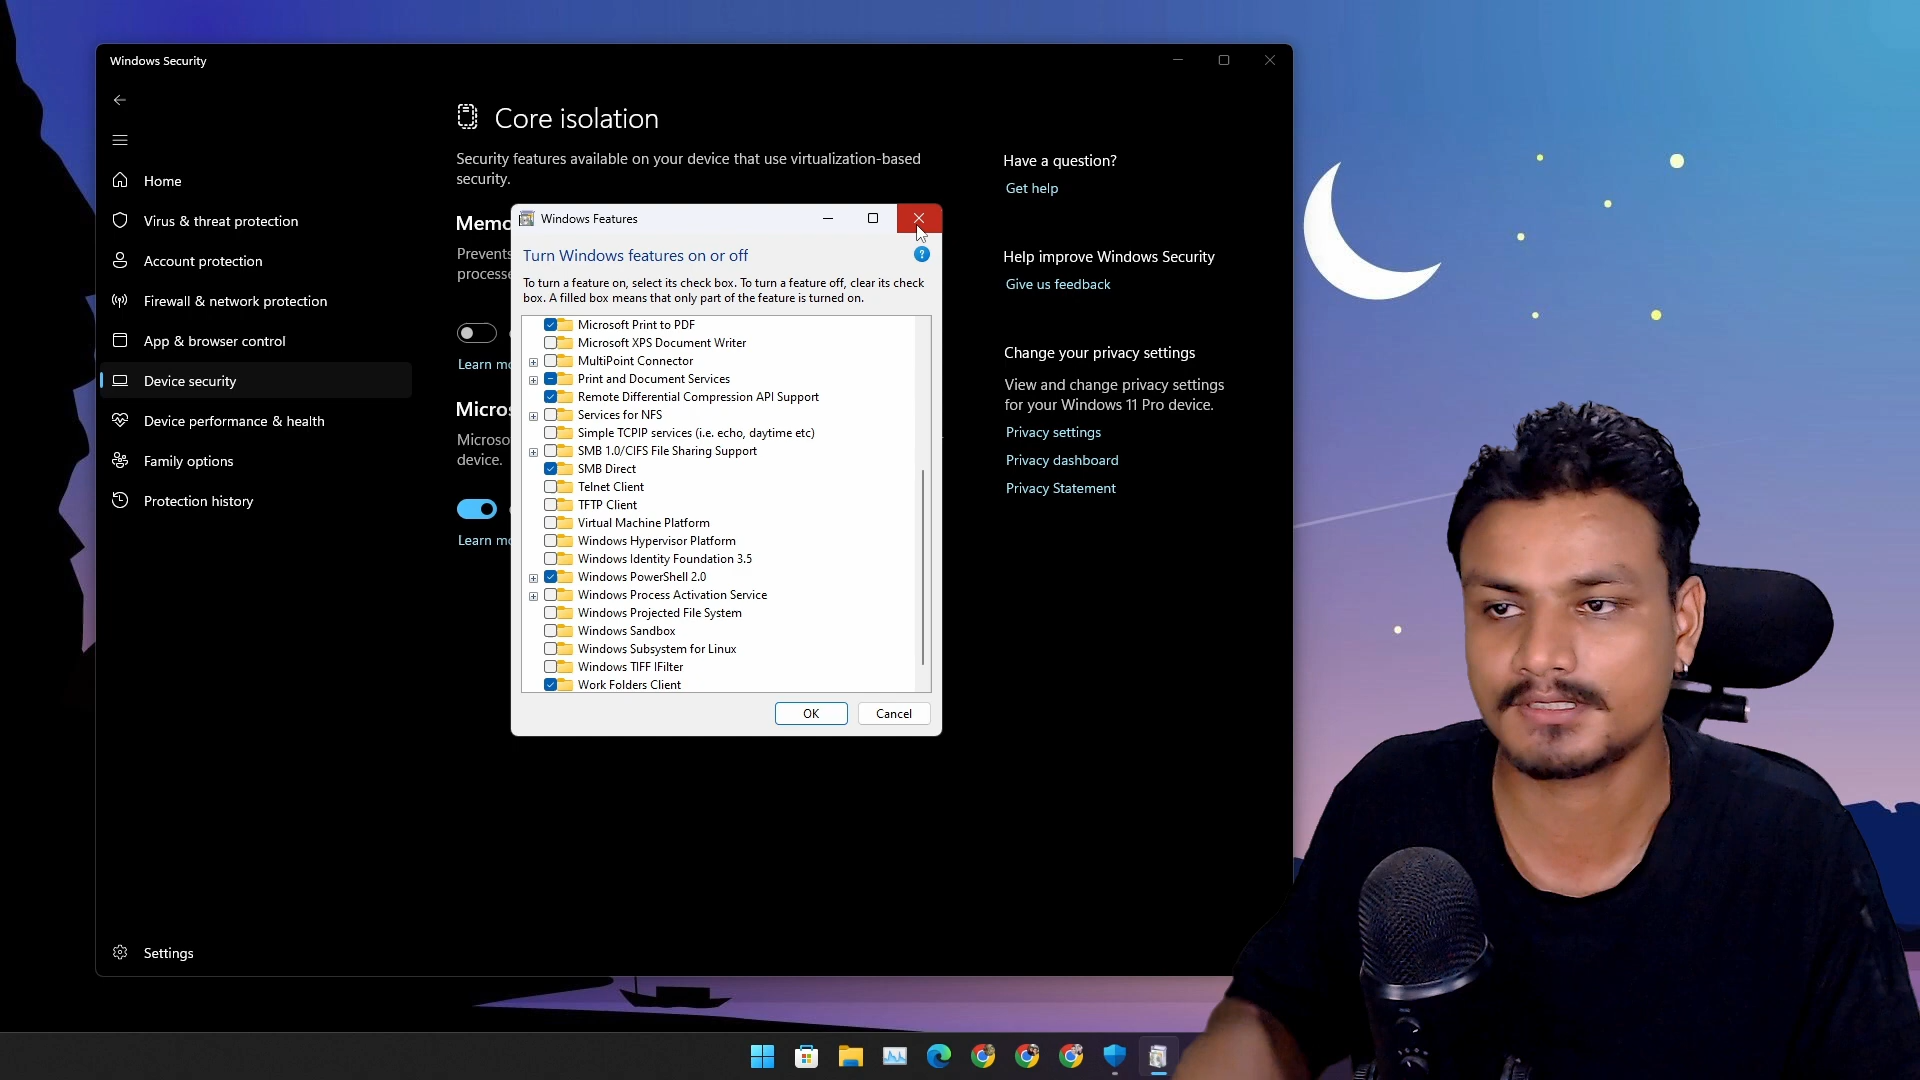 Windows Security
Core isolation
Security features available on your device that use virtualization-based
security.
Home
Virus & threat protection
Account protection
Firewall & network protection
App & browser control
Device security
Device performance & health
Family options
Protection history
Settings
Memo
Prevents
processe
Learn mo
Micros
Microso
device.
Learn mo
Windows Features
Turn Windows features on or off
?
To turn a feature on, select its check box. To turn a feature off, clear its check
box. A filled box means that only part of the feature is turned on.
Microsoft Print to PDF
Microsoft XPS Document Writer
MultiPoint Connector
Print and Document Services
Remote Differential Compression API Support
Services for NFS
Simple TCPIP services (i.e. echo, daytime etc)
SMB 1.0/CIFS File Sharing Support
SMB Direct
Telnet Client
TFTP Client
Virtual Machine Platform
Windows Hypervisor Platform
Windows Identity Foundation 3.5
Windows PowerShell 2.0
Windows Process Activation Service
Windows Projected File System
Windows Sandbox
Windows Subsystem for Linux
Windows TIFF IFilter
Work Folders Client
OK
Cancel
Have a question?
Get help
Help improve Windows Security
Give us feedback
Change your privacy settings
View and change privacy settings
for your Windows 11 Pro device.
Privacy settings
Privacy dashboard
Privacy Statement